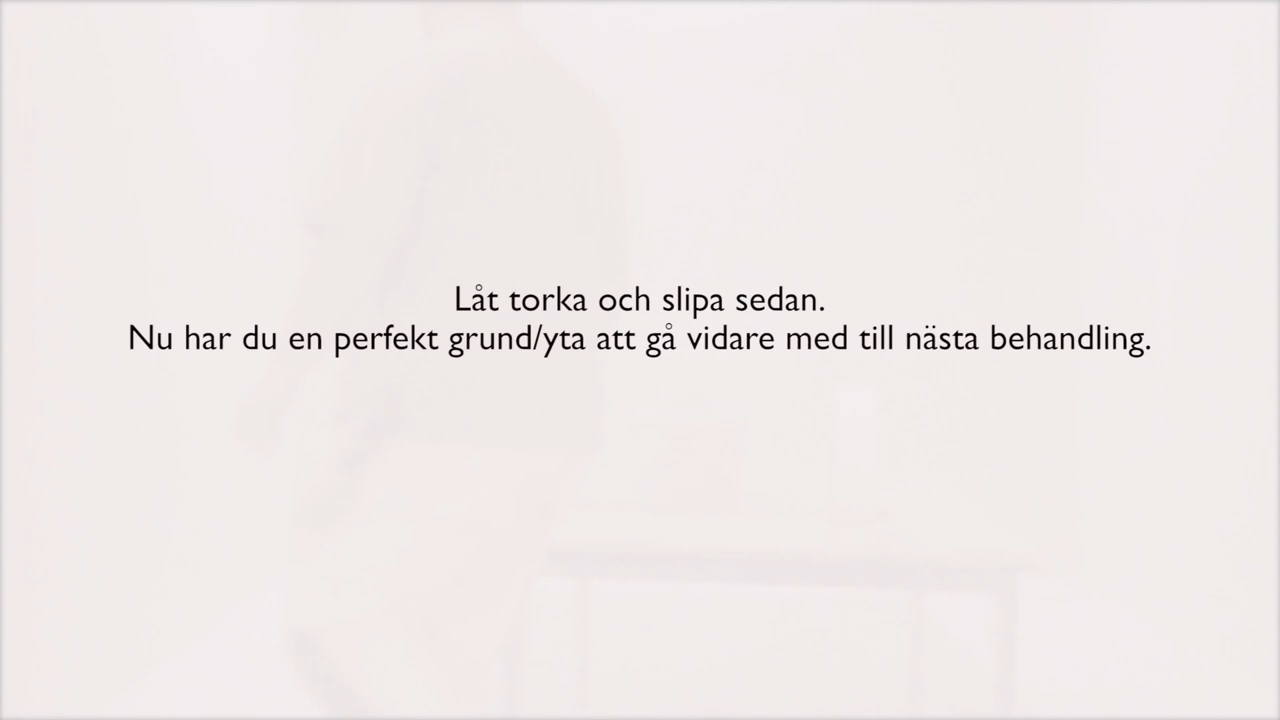 Låt torka och slipa sedan.
Nu har du en perfekt grund/yta att gå vidare med till nästa behandling.